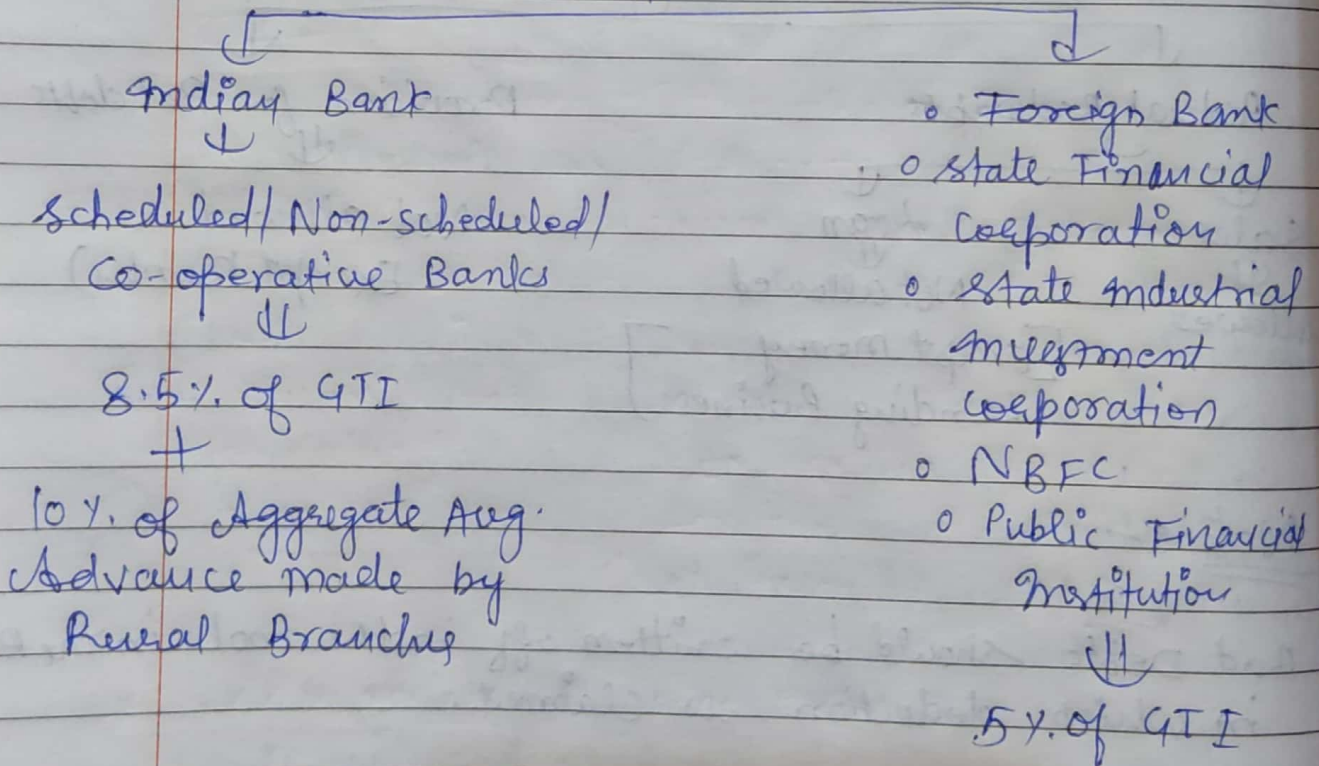 Indian Bank
Scheduled/Non-scheduled/
Co-operative Banks
8.5% of GTI
+
10% of Aggregate Avg.
Advance made by
Rural Branches
Foreign Bank
State Financial
Corporation
State Industrial
Investment
Corporation
NBFC
Public Financial
Institution
5% of GTI